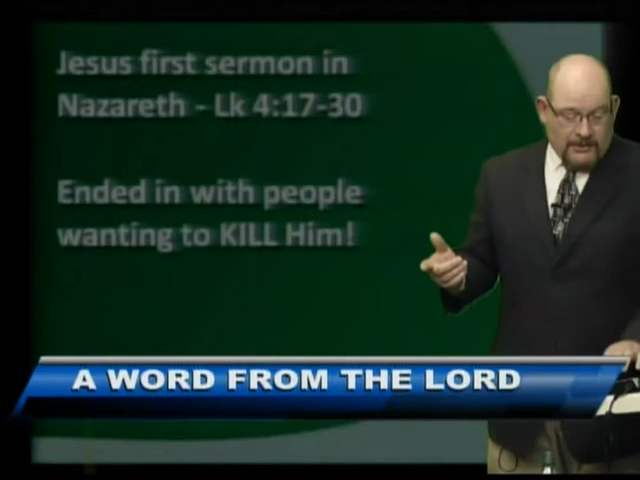 Jesus first sermon in
Nazareth - Lk 4:17-30
Ended in with people
wanting to KILL Him!
A WORD FROM THE LORD